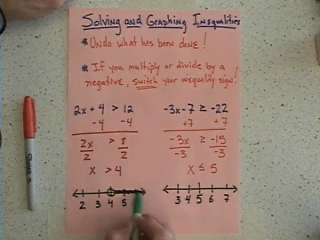 Solving and Graphing Inequalities
* Undo what has been done!
* If you multiply or divide by a
negative, switch your inequality sign!
2x + 4 > 12
-4 -4
2x > 8
2 2
x > 4
2 3 4 5
-3x - 7 ≥ -22
+7 +7
-3x ≥ -15
-3 -3
x ≤ 5
3 4 5 6 7